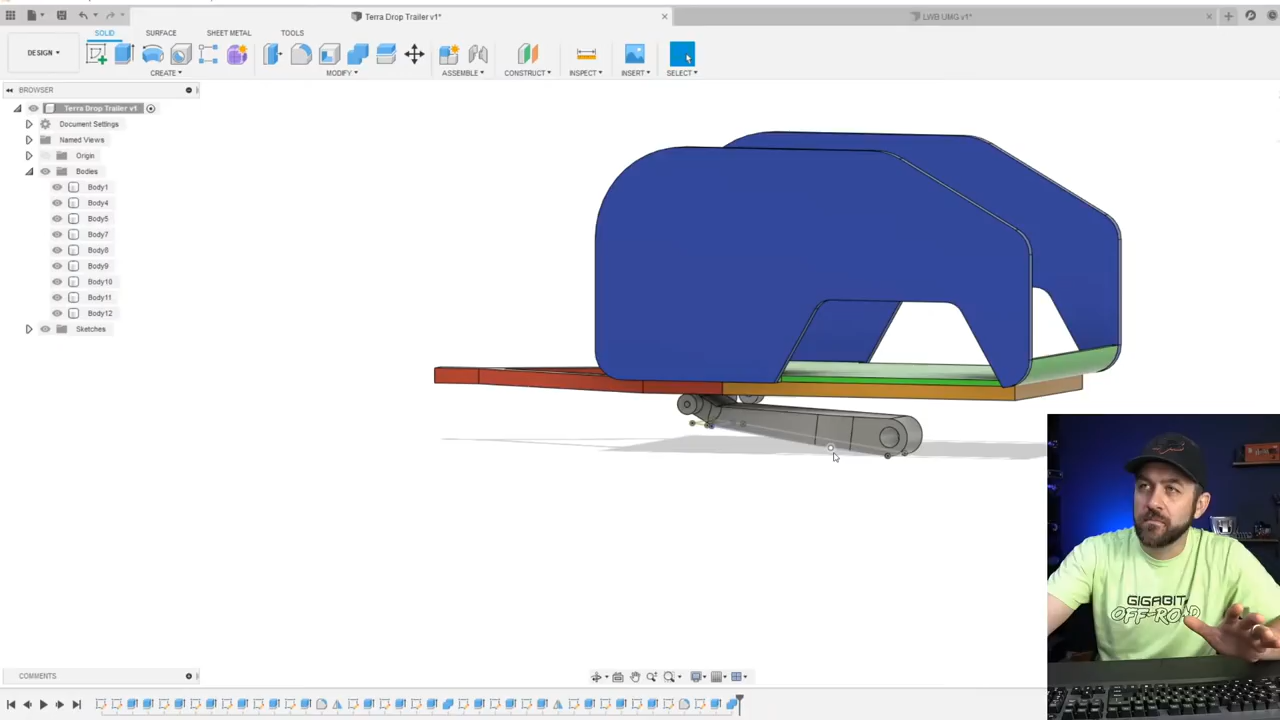 Terra Drop Trailer v1*
LWB UMG v1*
SOLID
SURFACE
SHEET METAL
TOOLS
DESIGN
CREATE
MODIFY
ASSEMBLE
CONSTRUCT
INSPECT
INSERT
SELECT
BROWSER
Terra Drop Trailer v1
Document Settings
Named Views
Origin
Bodies
Body1
Body4
Body5
Body7
Body8
Body9
Body10
Body11
Body12
Sketches
COMMENTS
GIGABIT
OFF-ROAD